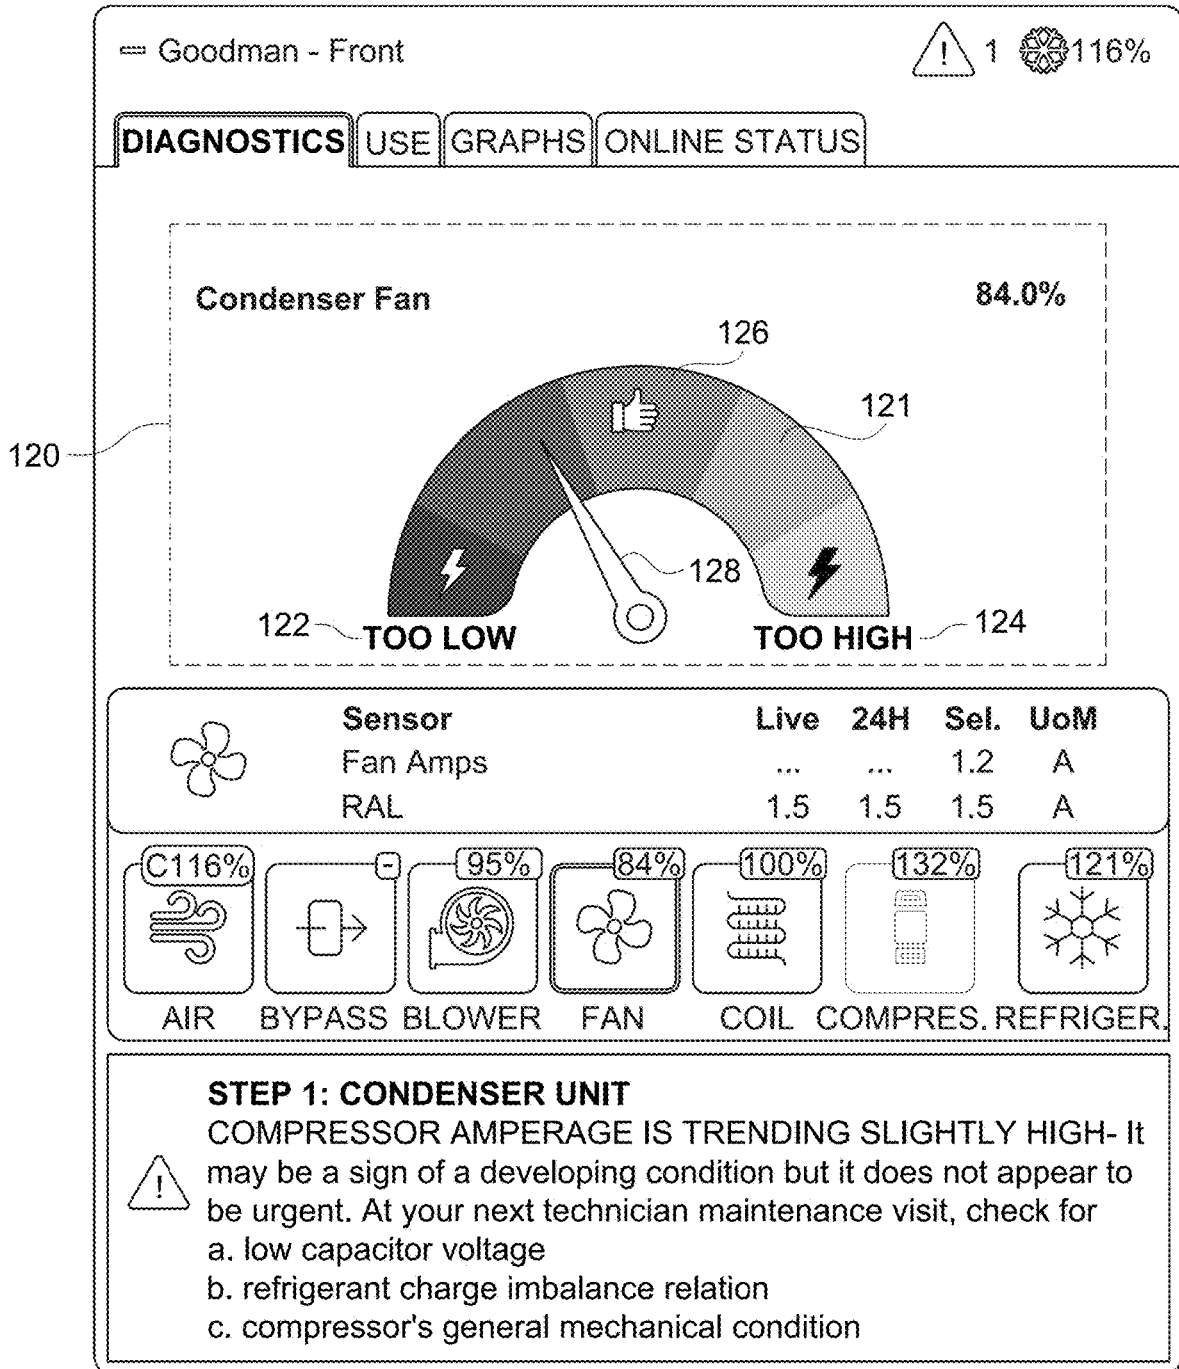 Goodman - Front 1 116%
DIAGNOSTICS USE GRAPHS ONLINE STATUS
Condenser Fan 84.0%
126
121
120
128
122 TOO LOW TOO HIGH 124
Sensor Live 24H Sel. UoM
Fan Amps ... ... 1.2 A
RAL 1.5 1.5 1.5 A
C116% - 95% 84% 100% 132% 121%
AIR BYPASS BLOWER FAN COIL COMPRES. REFRIGER.
STEP 1: CONDENSER UNIT
COMPRESSOR AMPERAGE IS TRENDING SLIGHTLY HIGH- It
may be a sign of a developing condition but it does not appear to
be urgent. At your next technician maintenance visit, check for
a. low capacitor voltage
b. refrigerant charge imbalance relation
c. compressor's general mechanical condition